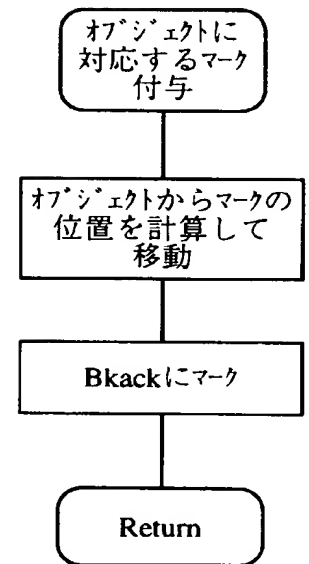 ｵﾌﾞｼﾞｪｸﾄに
対応するﾏｰｸ
付与
ｵﾌﾞｼﾞｪｸﾄからﾏｰｸの
位置を計算して
移動
Bkackにﾏｰｸ
Return